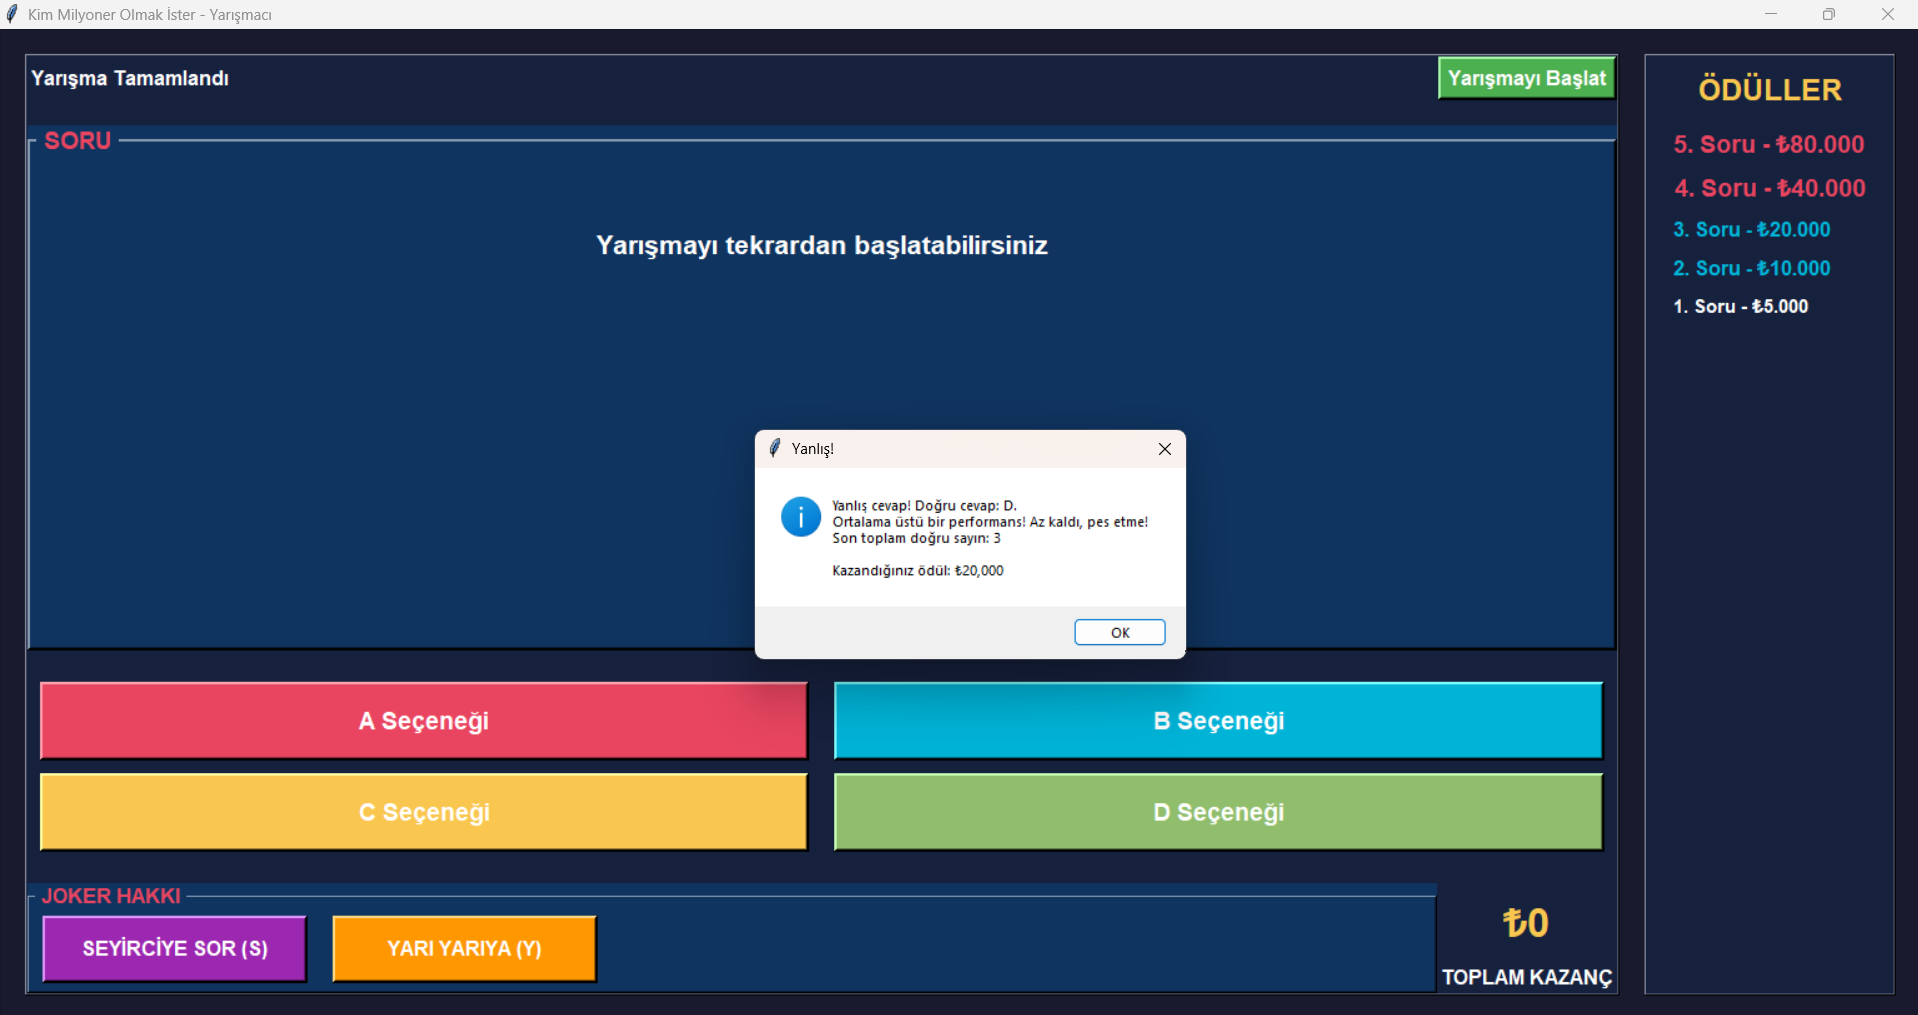 Kim Milyoner Olmak İster - Yarışmacı
Yarışma Tamamlandı
Yarışmayı Başlat
SORU
Yarışmayı tekrardan başlatabilirsiniz
Yanlış!
Yanlış cevap! Doğru cevap: D.
Ortalama üstü bir performans! Az kaldı, pes etme!
Son toplam doğru sayın: 3
Kazandığınız ödül: ₺20,000
OK
A Seçeneği
B Seçeneği
C Seçeneği
D Seçeneği
JOKER HAKKI
SEYİRCİYE SOR (S)
YARI YARIYA (Y)
₺0
TOPLAM KAZANÇ
ÖDÜLLER
5. Soru - ₺80.000
4. Soru - ₺40.000
3. Soru - ₺20.000
2. Soru - ₺10.000
1. Soru - ₺5.000